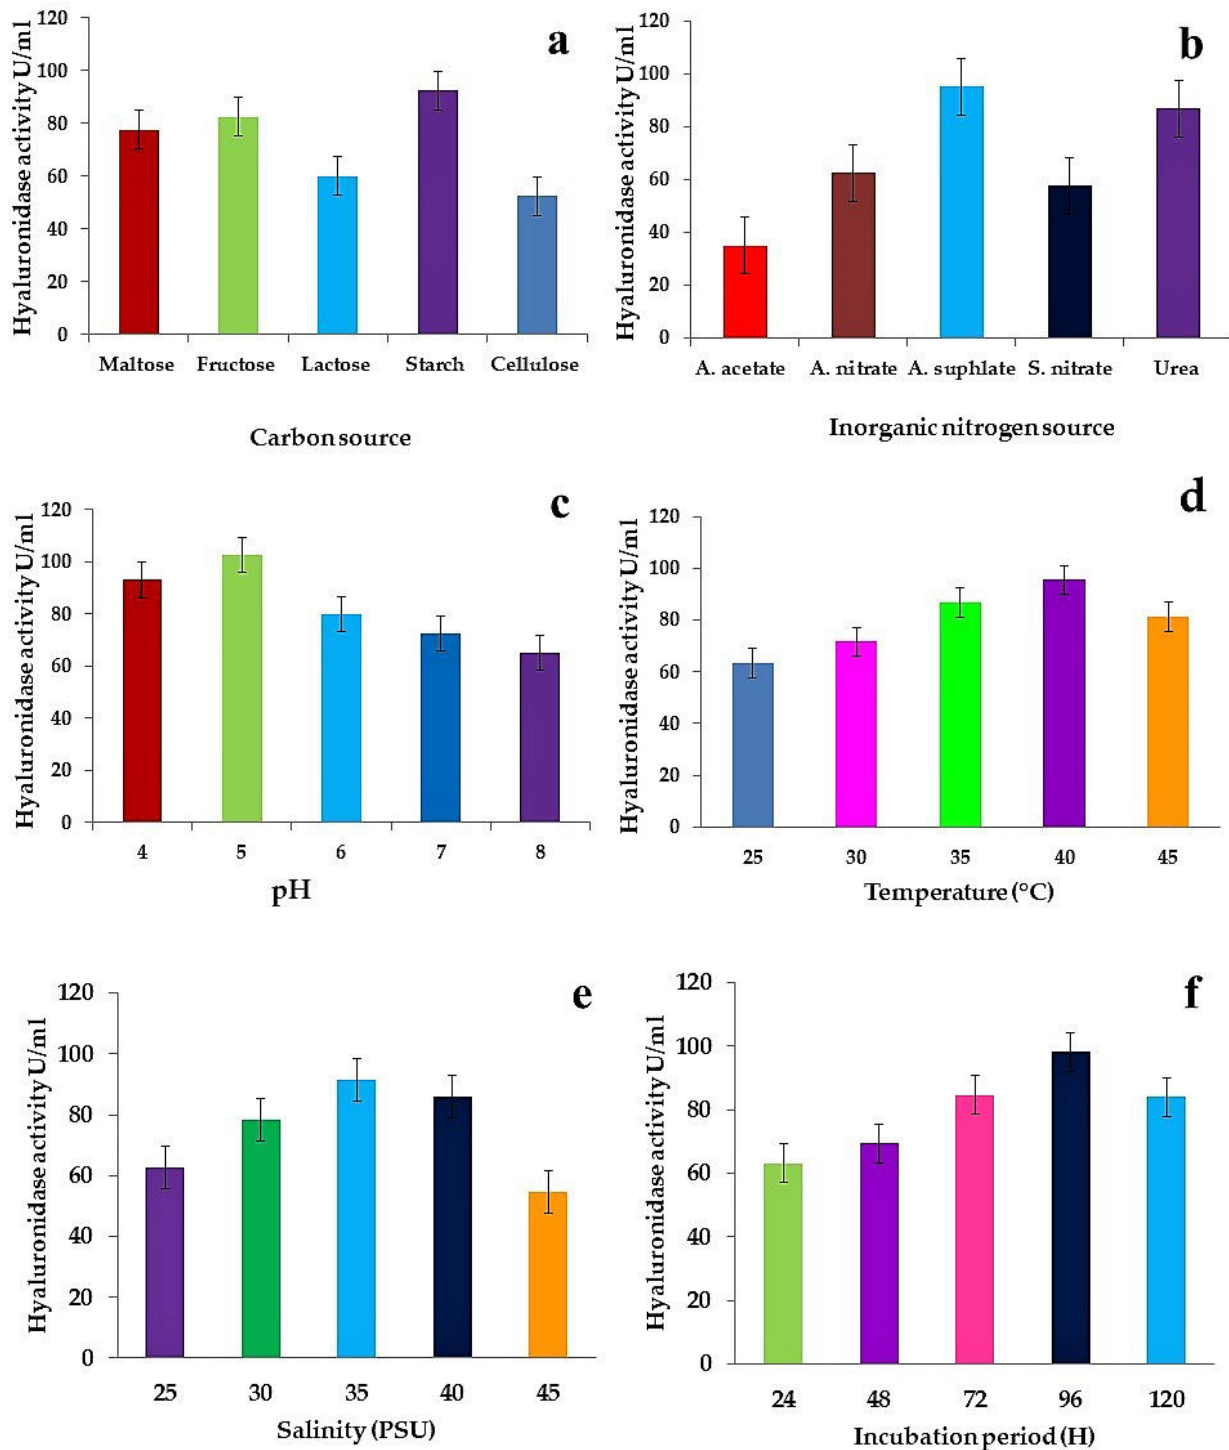 a
Hyaluronidase activity U/ml
120
100
80
60
40
20
0
Maltose Fructose Lactose Starch Cellulose
Carbon source
b
Hyaluronidase activity U/ml
120
100
80
60
40
20
0
A. acetate A. nitrate A. suphlate S. nitrate Urea
Inorganic nitrogen source
c
Hyaluronidase activity U/ml
120
100
80
60
40
20
0
4 5 6 7 8
pH
d
Hyaluronidase activity U/ml
120
100
80
60
40
20
0
25 30 35 40 45
Temperature (°C)
e
Hyaluronidase activity U/ml
120
100
80
60
40
20
0
25 30 35 40 45
Salinity (PSU)
f
Hyaluronidase activity U/ml
120
100
80
60
40
20
0
24 48 72 96 120
Incubation period (H)